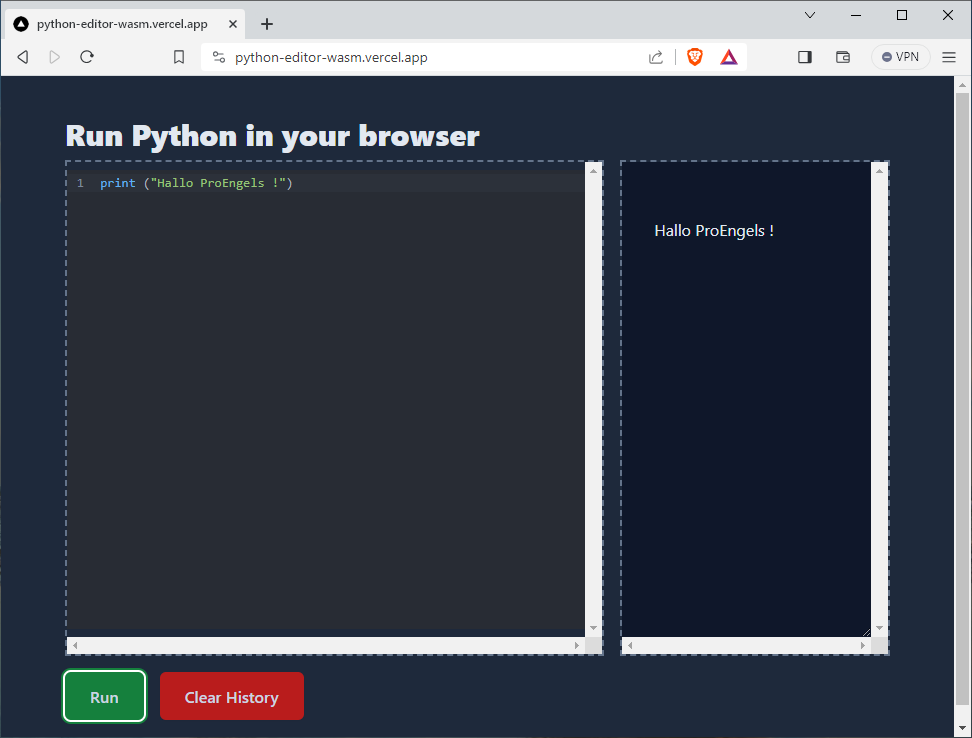 python-editor-wasm.vercel.app
python-editor-wasm.vercel.app
VPN
Run Python in your browser
1 print ("Hallo ProEngels !")
Hallo ProEngels !
Run
Clear History